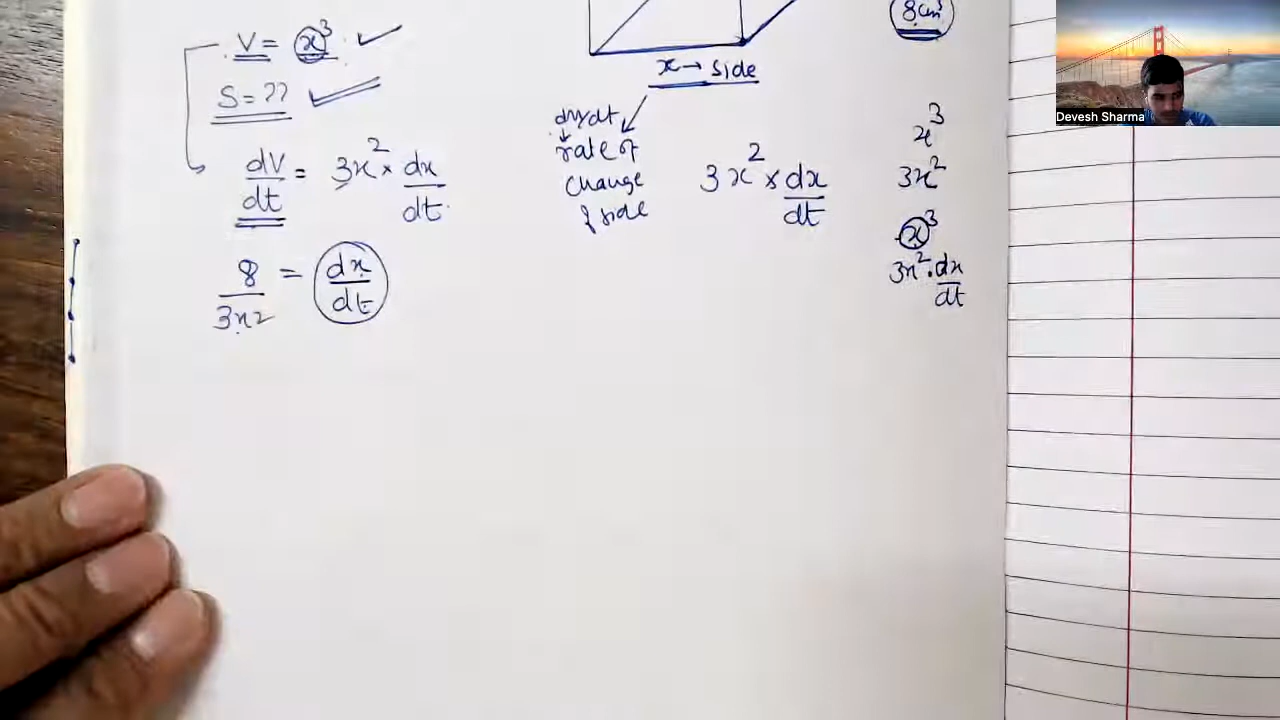 V = x³
S = ??
dV/dt = 3x² × dx/dt
8/3x² = dx/dt
x → side
dx/dt
rate of
change
of side
3x² × dx/dt
8cm³
x³
3x²
x³
3x² · dx/dt
Devesh Sharma